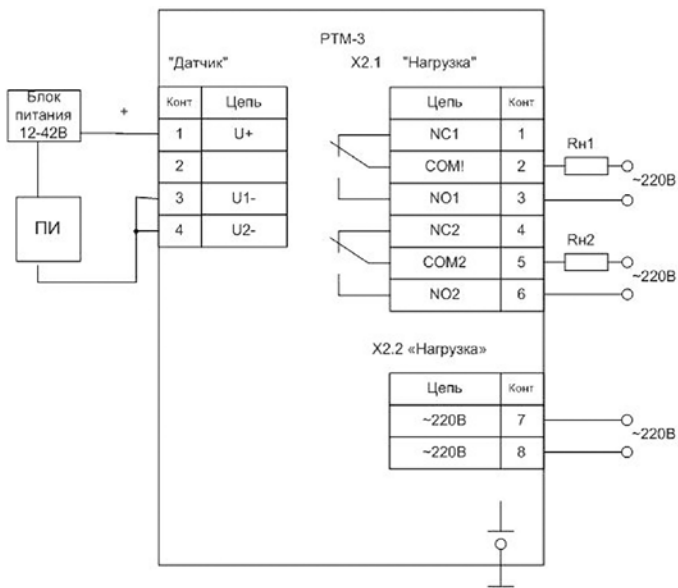 РТМ-3
"Датчик"
X2.1 "Нагрузка"
Блок
питания
12-42В
+
Конт Цепь
1 U+
2
3 U1-
4 U2-
ПИ
Цепь Конт
NC1 1
COM! 2
NO1 3
NC2 4
COM2 5
NO2 6
Rн1
~220В
Rн2
~220В
X2.2 «Нагрузка»
Цепь Конт
~220В 7
~220В 8
~220В